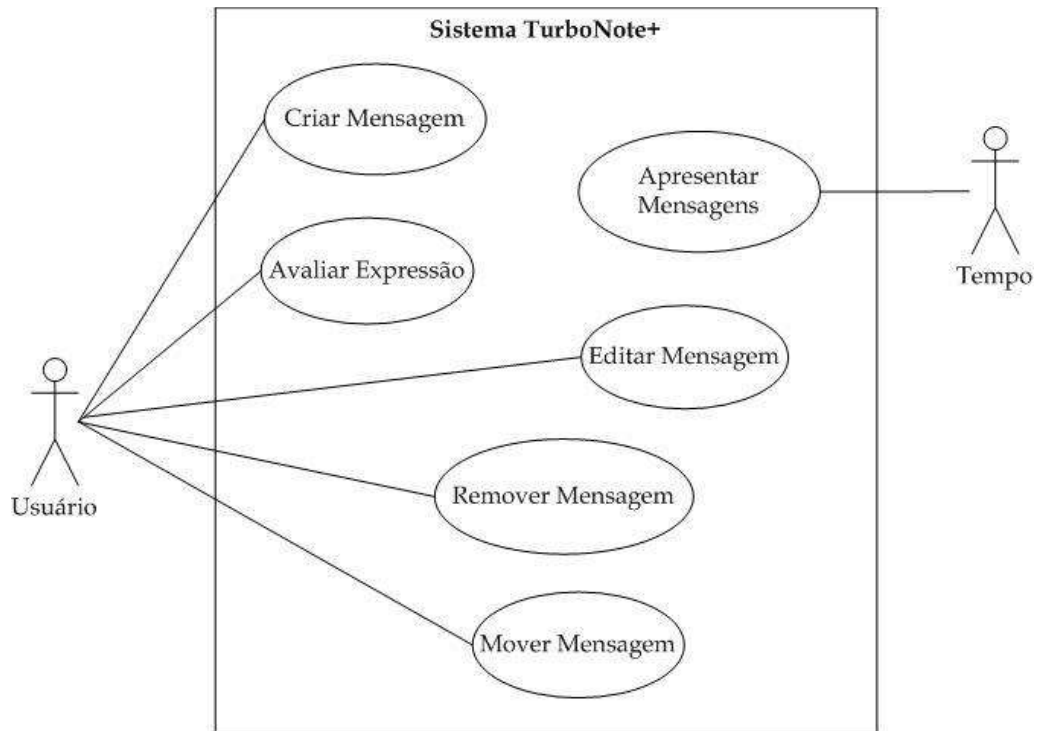 Sistema TurboNote+
Criar Mensagem
Apresentar
Mensagens
Avaliar Expressão
Tempo
Editar Mensagem
Remover Mensagem
Usuário
Mover Mensagem